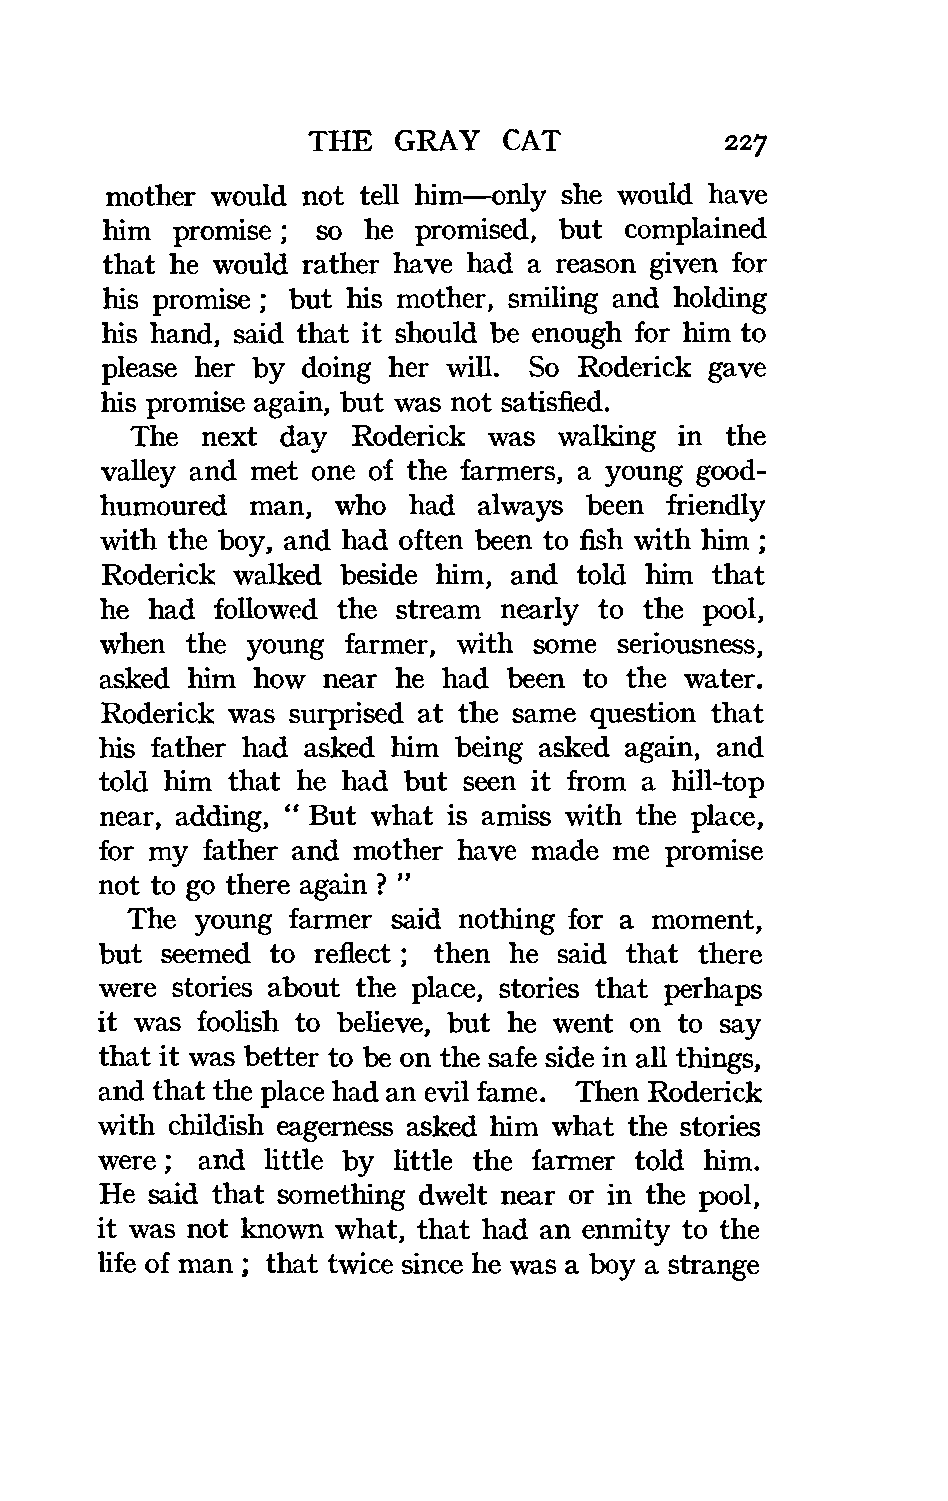 THE GRAY CAT 227
mother would not tell him—only she would have
him promise ; so he promised, but complained
that he would rather have had a reason given for
his promise ; but his mother, smiling and holding
his hand, said that it should be enough for him to
please her by doing her will. So Roderick gave
his promise again, but was not satisfied.
The next day Roderick was walking in the
valley and met one of the farmers, a young good-
humoured man, who had always been friendly
with the boy, and had often been to fish with him ;
Roderick walked beside him, and told him that
he had followed the stream nearly to the pool,
when the young farmer, with some seriousness,
asked him how near he had been to the water.
Roderick was surprised at the same question that
his father had asked him being asked again, and
told him that he had but seen it from a hill-top
near, adding, “ But what is amiss with the place,
for my father and mother have made me promise
not to go there again ? ”
The young farmer said nothing for a moment,
but seemed to reflect ; then he said that there
were stories about the place, stories that perhaps
it was foolish to believe, but he went on to say
that it was better to be on the safe side in all things,
and that the place had an evil fame. Then Roderick
with childish eagerness asked him what the stories
were ; and little by little the farmer told him.
He said that something dwelt near or in the pool,
it was not known what, that had an enmity to the
life of man ; that twice since he was a boy a strange